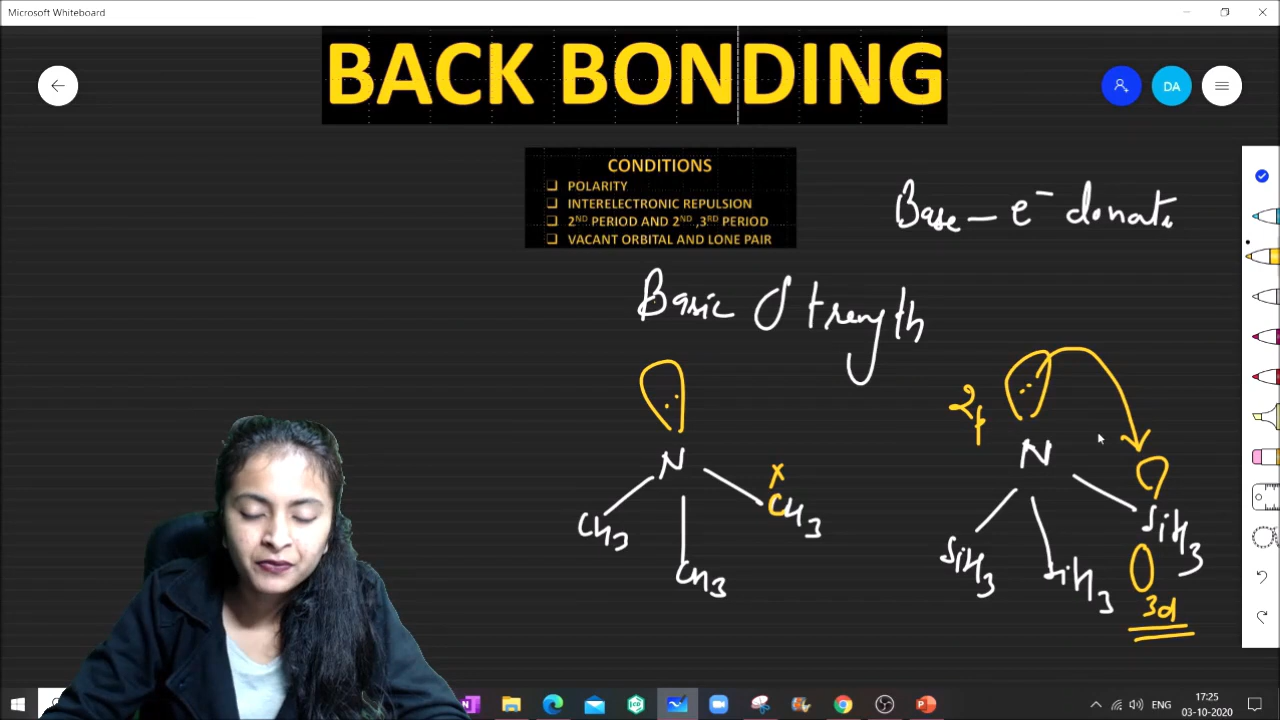 Microsoft Whiteboard
BACK BONDING
DA
CONDITIONS
❑ POLARITY
❑ INTERELECTRONIC REPULSION
❑ 2ND PERIOD AND 2ND ,3RD PERIOD
❑ VACANT ORBITAL AND LONE PAIR
Base – e– donate
Basic Strength
2p
N
N
x
CH3
CH3
CH3
SiH3
SiH3
SiH3
3d
ENG
17:25
03-10-2020